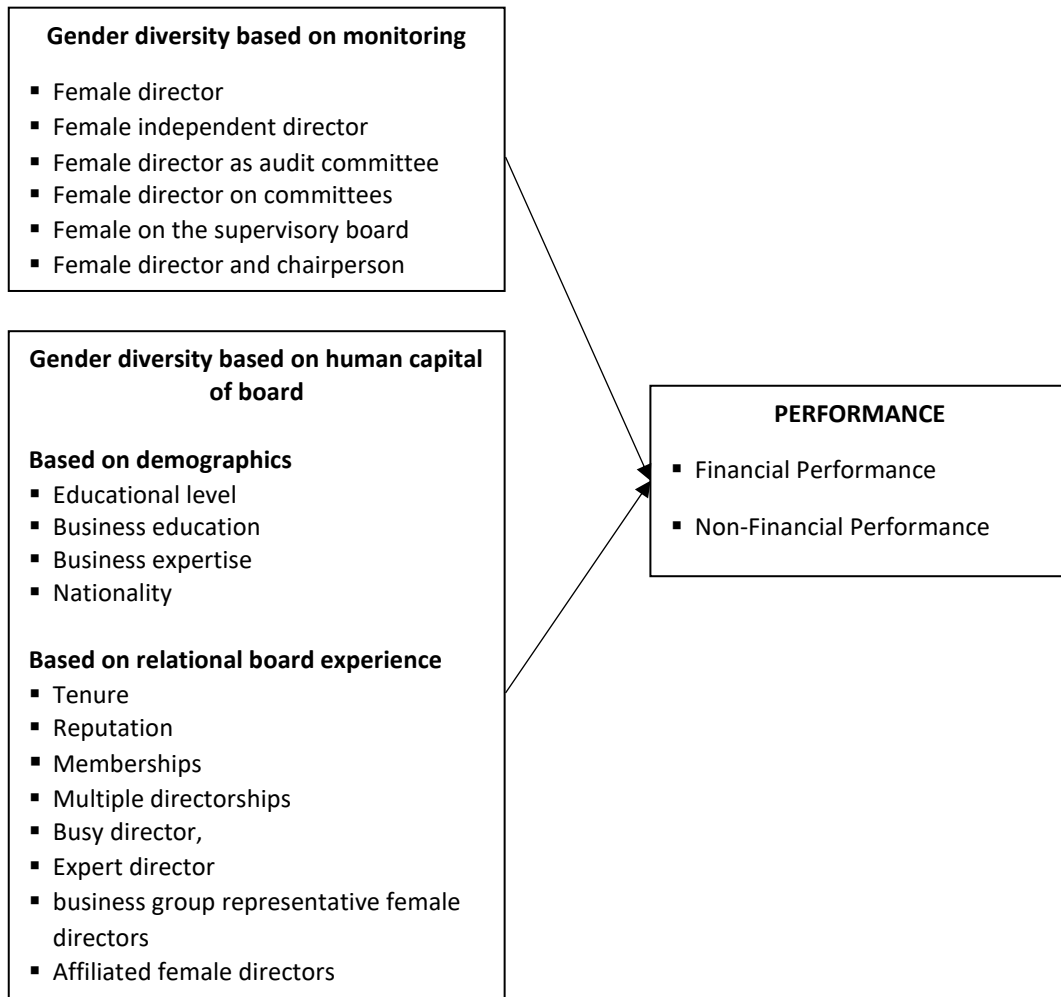 Gender diversity based on monitoring
▪ Female director
▪ Female independent director
▪ Female director as audit committee
▪ Female director on committees
▪ Female on the supervisory board
▪ Female director and chairperson
Gender diversity based on human capital
of board
Based on demographics
▪ Educational level
▪ Business education
▪ Business expertise
▪ Nationality
Based on relational board experience
▪ Tenure
▪ Reputation
▪ Memberships
▪ Multiple directorships
▪ Busy director,
▪ Expert director
▪ business group representative female
directors
▪ Affiliated female directors
PERFORMANCE
▪ Financial Performance
▪ Non-Financial Performance